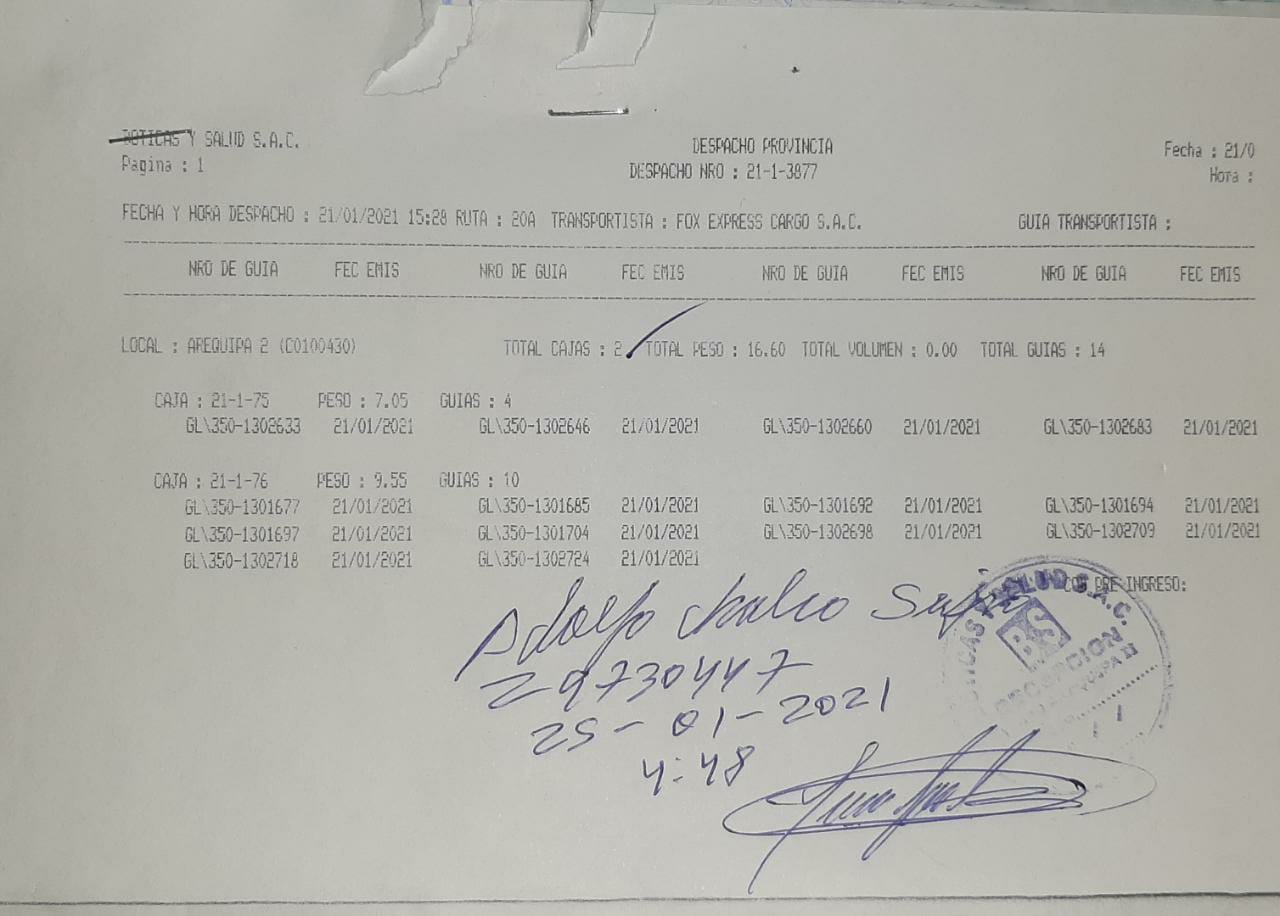 BOTICAS Y SALUD S.A.C.
DESPACHO PROVINCIA
Fecha : 21/0
Pagina : 1
DESPACHO NRO : 21-1-3877
Hora :
FECHA Y HORA DESPACHO : 21/01/2021 15:28 RUTA : 20A TRANSPORTISTA : FOX EXPRESS CARGO S.A.C. GUIA TRANSPORTISTA :
NRO DE GUIA FEC EMIS NRO DE GUIA FEC EMIS NRO DE GUIA FEC EMIS NRO DE GUIA FEC EMIS
LOCAL : AREQUIPA 2 (C0100430) TOTAL CAJAS : 2 TOTAL PESO : 16.60 TOTAL VOLUMEN : 0.00 TOTAL GUIAS : 14
CAJA : 21-1-75 PESO : 7.05 GUIAS : 4
GL\350-1302633 21/01/2021 GL\350-1302646 21/01/2021 GL\350-1302660 21/01/2021 GL\350-1302683 21/01/2021
CAJA : 21-1-76 PESO : 9.55 GUIAS : 10
GL\350-1301677 21/01/2021 GL\350-1301685 21/01/2021 GL\350-1301692 21/01/2021 GL\350-1301694 21/01/2021
GL\350-1301697 21/01/2021 GL\350-1301704 21/01/2021 GL\350-1302698 21/01/2021 GL\350-1302709 21/01/2021
GL\350-1302718 21/01/2021 GL\350-1302724 21/01/2021
COD PRE INGRESO:
Adolfo
29730447
25-01-2021
4:48
BOTICAS Y SALUD S.A.C.
BS
RECEPCION
AREQUIPA II